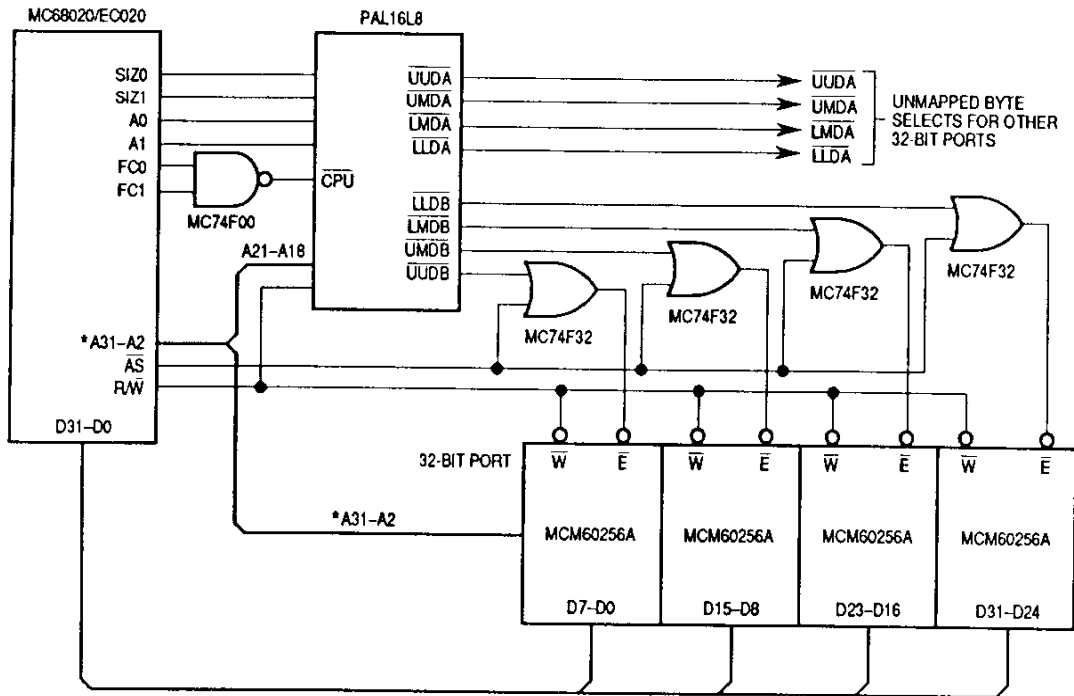 MC68020/EC020
PAL16L8
SIZ0
SIZ1
A0
A1
FC0
FC1
MC74F00
CPU
UUDA
UMDA
LMDA
LLDA
UUDA
UMDA
LMDA
LLDA
UNMAPPED BYTE
SELECTS FOR OTHER
32-BIT PORTS
LLDB
LMDB
UMDB
UUDB
A21–A18
MC74F32
MC74F32
MC74F32
MC74F32
*A31–A2
AS
R/W
D31–D0
32-BIT PORT
W
E
W
E
W
E
W
E
*A31–A2
MCM60256A
MCM60256A
MCM60256A
MCM60256A
D7–D0
D15–D8
D23–D16
D31–D24